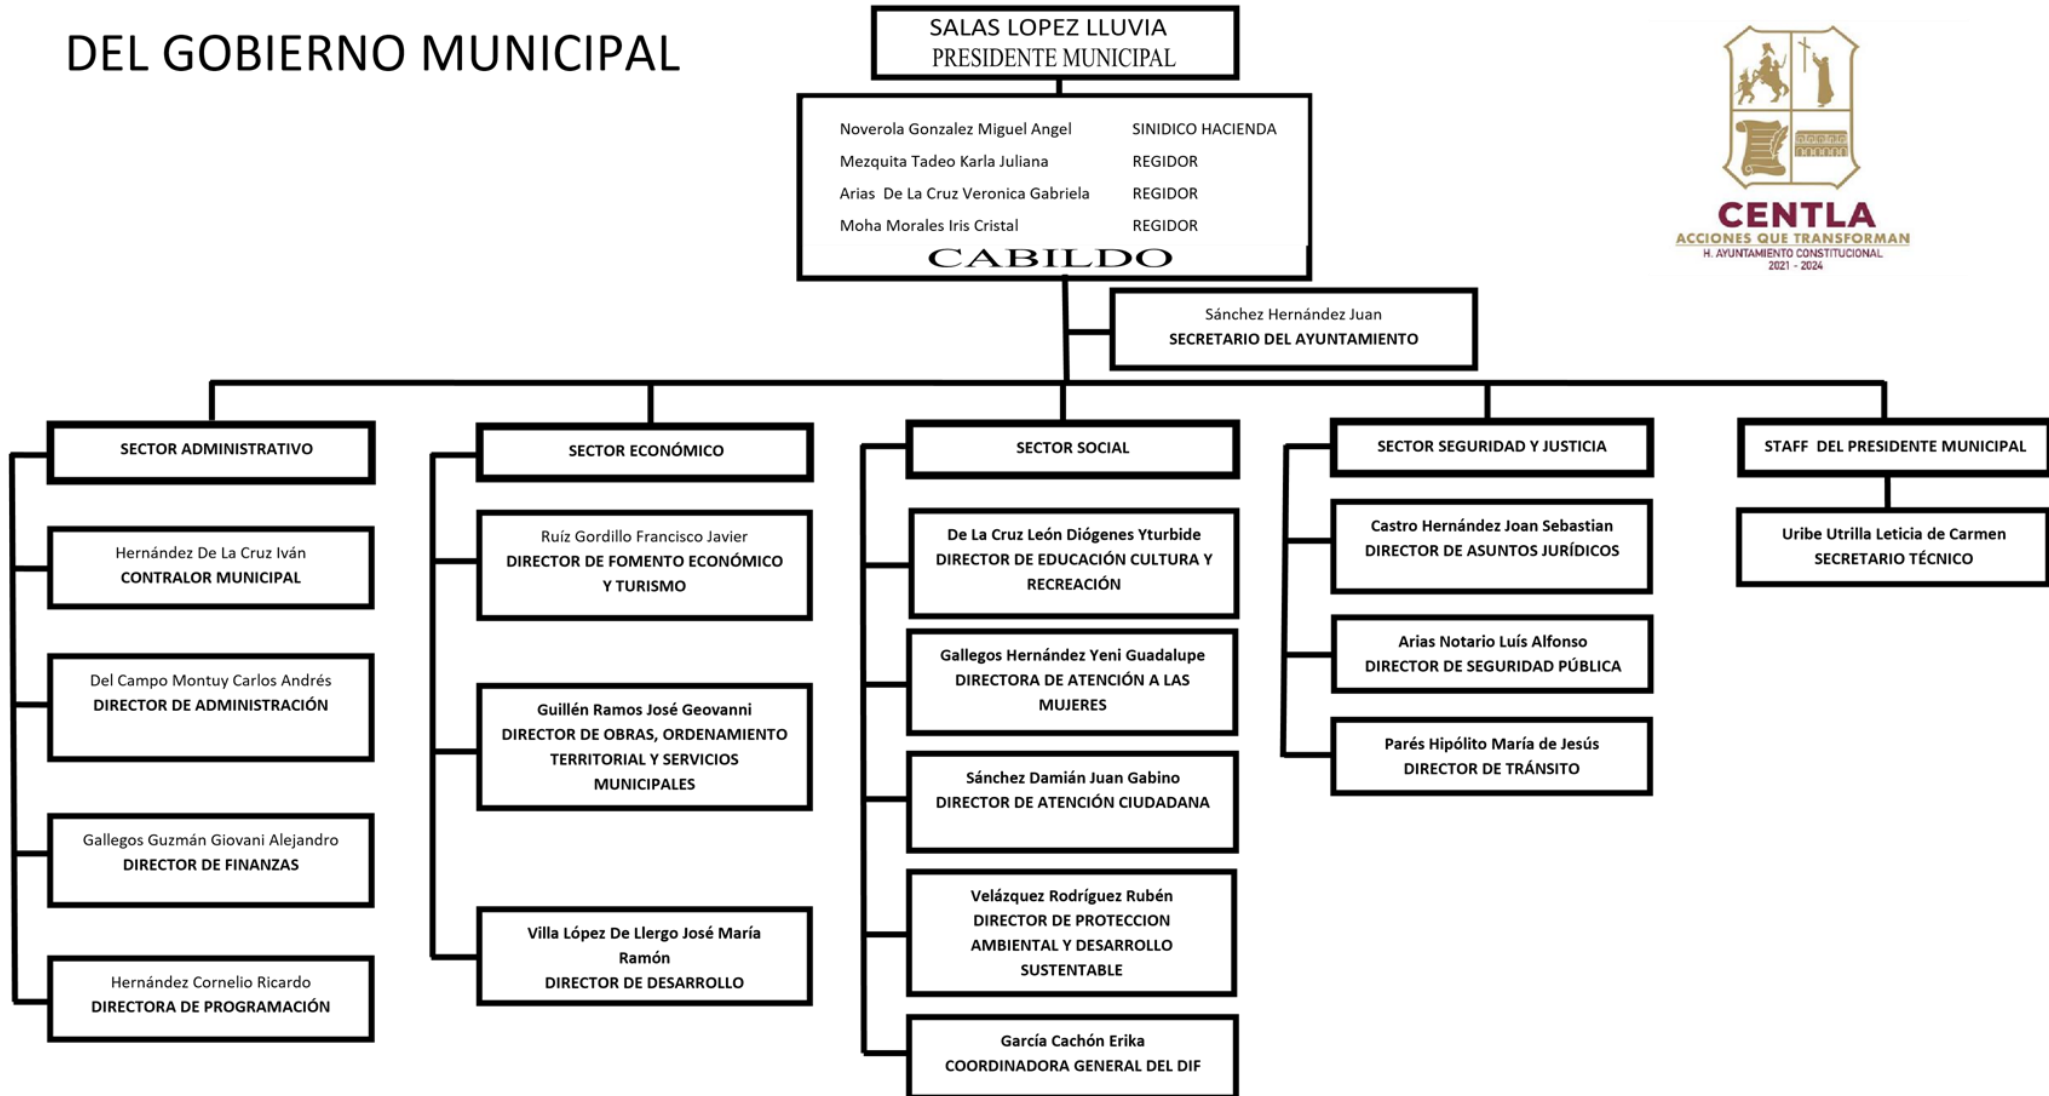 DEL GOBIERNO MUNICIPAL
SALAS LOPEZ LLUVIA
PRESIDENTE MUNICIPAL
Noverola Gonzalez Miguel Angel SINIDICO HACIENDA
Mezquita Tadeo Karla Juliana REGIDOR
Arias De La Cruz Veronica Gabriela REGIDOR
Moha Morales Iris Cristal REGIDOR
CABILDO
CENTLA
ACCIONES QUE TRANSFORMAN
H. AYUNTAMIENTO CONSTITUCIONAL
2021 - 2024
Sánchez Hernández Juan
SECRETARIO DEL AYUNTAMIENTO
SECTOR ADMINISTRATIVO
Hernández De La Cruz Iván
CONTRALOR MUNICIPAL
Del Campo Montuy Carlos Andrés
DIRECTOR DE ADMINISTRACIÓN
Gallegos Guzmán Giovani Alejandro
DIRECTOR DE FINANZAS
Hernández Cornelio Ricardo
DIRECTORA DE PROGRAMACIÓN
SECTOR ECONÓMICO
Ruíz Gordillo Francisco Javier
DIRECTOR DE FOMENTO ECONÓMICO
Y TURISMO
Guillén Ramos José Geovanni
DIRECTOR DE OBRAS, ORDENAMIENTO
TERRITORIAL Y SERVICIOS
MUNICIPALES
Villa López De Llergo José María
Ramón
DIRECTOR DE DESARROLLO
SECTOR SOCIAL
De La Cruz León Diógenes Yturbide
DIRECTOR DE EDUCACIÓN CULTURA Y
RECREACIÓN
Gallegos Hernández Yeni Guadalupe
DIRECTORA DE ATENCIÓN A LAS
MUJERES
Sánchez Damián Juan Gabino
DIRECTOR DE ATENCIÓN CIUDADANA
Velázquez Rodríguez Rubén
DIRECTOR DE PROTECCION
AMBIENTAL Y DESARROLLO
SUSTENTABLE
García Cachón Erika
COORDINADORA GENERAL DEL DIF
SECTOR SEGURIDAD Y JUSTICIA
Castro Hernández Joan Sebastian
DIRECTOR DE ASUNTOS JURÍDICOS
Arias Notario Luís Alfonso
DIRECTOR DE SEGURIDAD PÚBLICA
Parés Hipólito María de Jesús
DIRECTOR DE TRÁNSITO
STAFF DEL PRESIDENTE MUNICIPAL
Uribe Utrilla Leticia de Carmen
SECRETARIO TÉCNICO